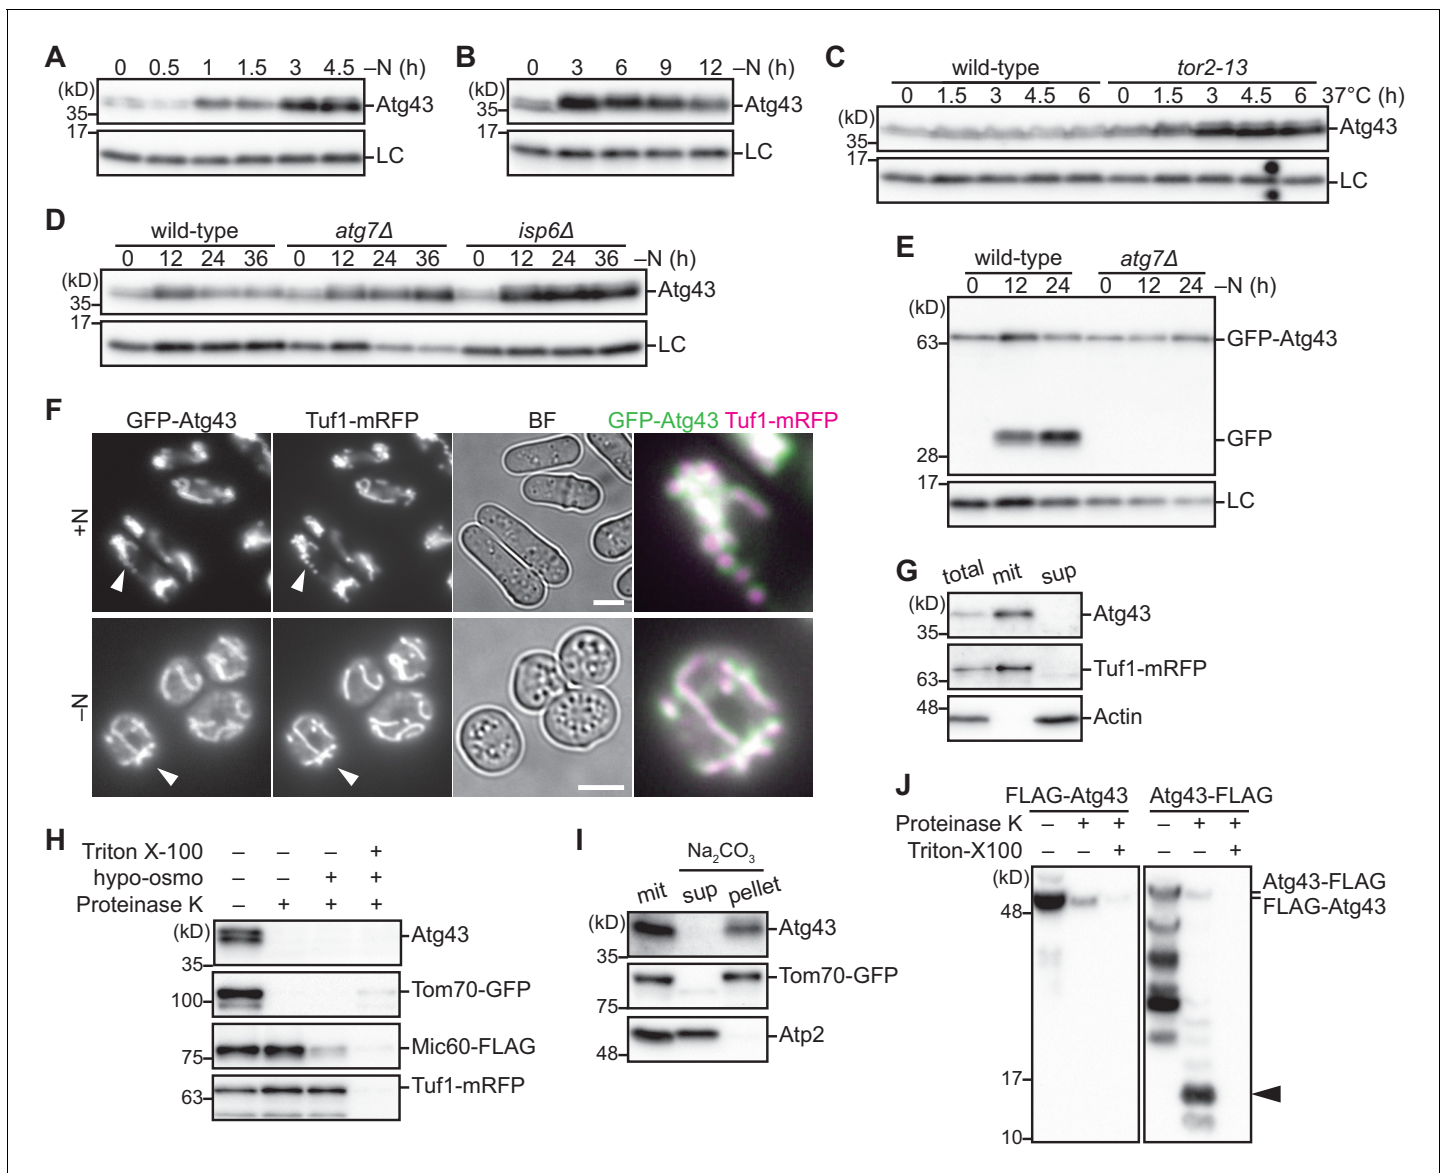 A
0 0.5 1 1.5 3 4.5 –N (h)
(kD)
35
Atg43
17
LC
B
0 3 6 9 12 –N (h)
(kD)
35
Atg43
17
LC
C
wild-type tor2-13
0 1.5 3 4.5 6 0 1.5 3 4.5 6 37°C (h)
(kD)
35
Atg43
17
LC
D
wild-type atg7Δ isp6Δ
0 12 24 36 0 12 24 36 0 12 24 36 –N (h)
(kD)
35
Atg43
17
LC
E
wild-type atg7Δ
0 12 24 0 12 24 –N (h)
(kD)
63
GFP-Atg43
GFP
28
17
LC
F
GFP-Atg43 Tuf1-mRFP BF GFP-Atg43 Tuf1-mRFP
+N
–N
G
total mit sup
(kD)
Atg43
35
Tuf1-mRFP
63
48
Actin
H
Triton X-100 – – – +
hypo-osmo – – + +
Proteinase K – + + +
(kD)
Atg43
35
Tom70-GFP
100
Mic60-FLAG
75
Tuf1-mRFP
63
I
Na2CO3
mit sup pellet
(kD)
Atg43
35
Tom70-GFP
75
Atp2
48
J
FLAG-Atg43 Atg43-FLAG
Proteinase K – + + – + +
Triton-X100 – – + – – +
(kD)
Atg43-FLAG
FLAG-Atg43
48
17
10